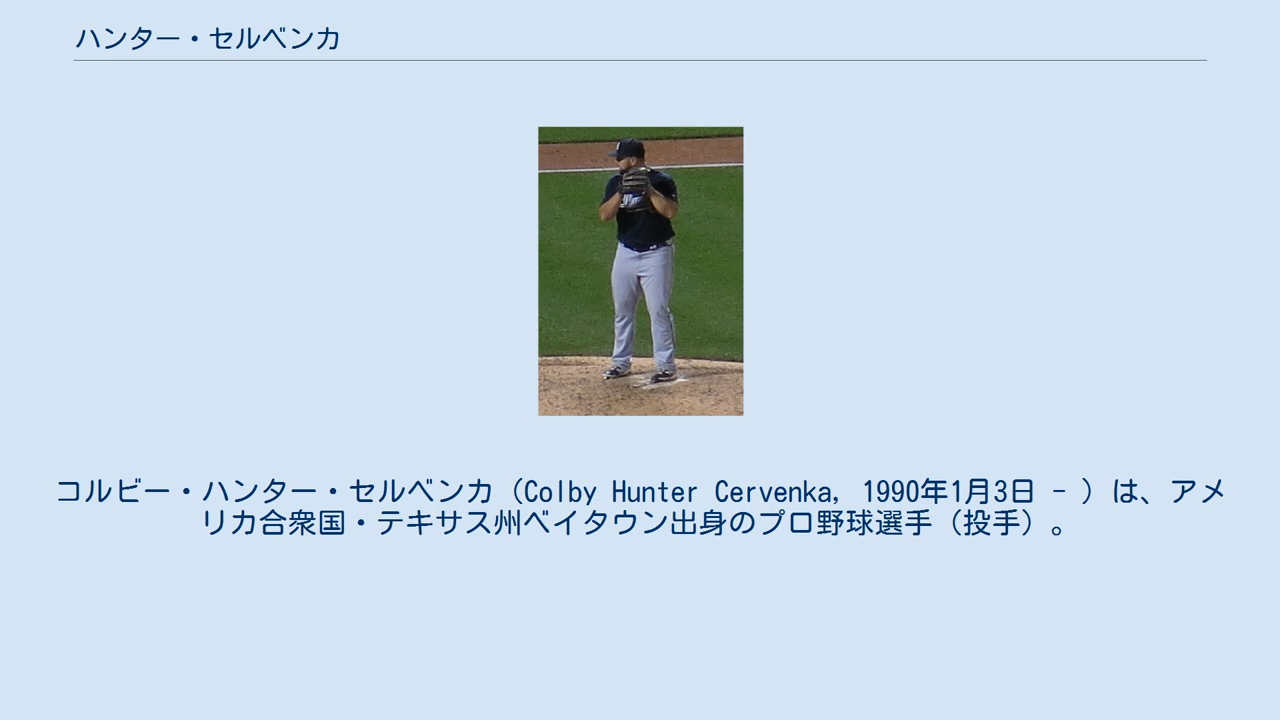 ハンター・セルベンカ
コルビー・ハンター・セルベンカ（Colby Hunter Cervenka, 1990年1月3日 - ）は、アメ
リカ合衆国・テキサス州ベイタウン出身のプロ野球選手（投手）。